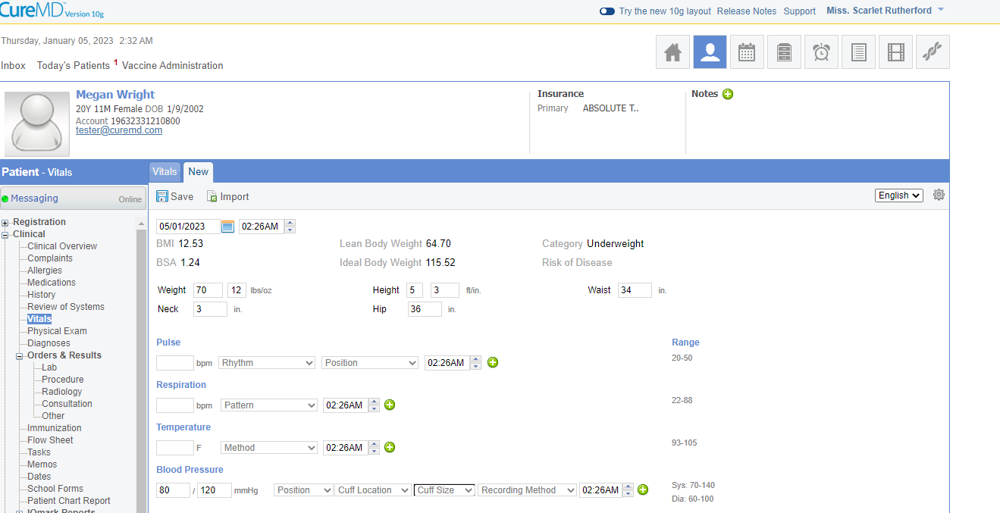 CureMD™ Version 10g
Try the new 10g layout Release Notes Support Miss. Scarlet Rutherford
Thursday, January 05, 2023 2:32 AM
Inbox Today's Patients 1 Vaccine Administration
Megan Wright
20Y 11M Female DOB 1/9/2002
Account 19632331210800
tester@curemd.com
Insurance
Primary ABSOLUTE T..
Notes
Patient - Vitals
Vitals New
Messaging Online
Save Import
English
Registration
Clinical
Clinical Overview
Complaints
Allergies
Medications
History
Review of Systems
Vitals
Physical Exam
Diagnoses
Orders & Results
Lab
Procedure
Radiology
Consultation
Other
Immunization
Flow Sheet
Tasks
Memos
Dates
School Forms
Patient Chart Report
05/01/2023 02:26AM
BMI 12.53 Lean Body Weight 64.70 Category Underweight
BSA 1.24 Ideal Body Weight 115.52 Risk of Disease
Weight 70 12 lbs/oz Height 5 3 ft/in. Waist 34 in.
Neck 3 in. Hip 36 in.
Pulse Range
bpm Rhythm Position 02:26AM 20-50
Respiration
bpm Pattern 02:26AM 22-88
Temperature
F Method 02:26AM 93-105
Blood Pressure
80 / 120 mmHg Position Cuff Location Cuff Size Recording Method 02:26AM
Sys: 70-140
Dia: 60-100